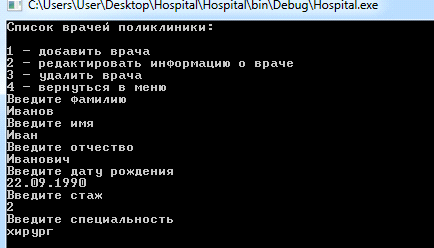 C:\Users\User\Desktop\Hospital\Hospital\bin\Debug\Hospital.exe
Список врачей поликлиники:
1 - добавить врача
2 - редактировать информацию о враче
3 - удалить врача
4 - вернуться в меню
Введите фамилию
Иванов
Введите имя
Иван
Введите отчество
Иванович
Введите дату рождения
22.09.1990
Введите стаж
2
Введите специальность
хирург